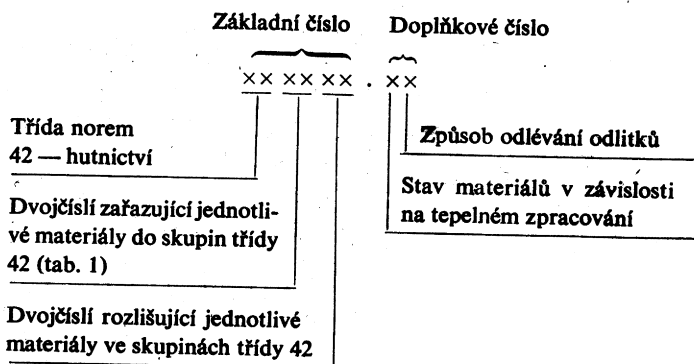 Základní číslo Doplňkové číslo
×× ×× ×× . ××
Třída norem
42 — hutnictví
Způsob odlévání odlitků
Stav materiálů v závislosti
na tepelném zpracování
Dvojčíslí zařazující jednotli-
vé materiály do skupin třídy
42 (tab. 1)
Dvojčíslí rozlišující jednotlivé
materiály ve skupinách třídy 42